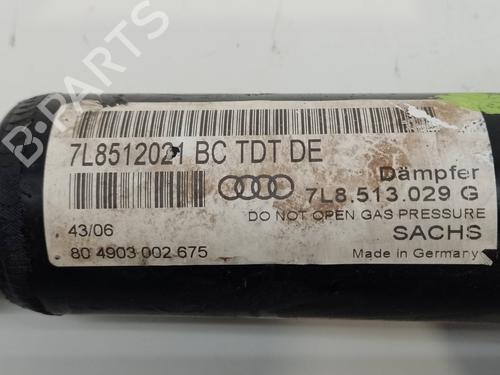 7L8512021 BC TDT DE
Dämpfer
7L8.513.029 G
DO NOT OPEN GAS PRESSURE
43/06
SACHS
80 4903 002 675
Made in Germany
B-PARTS